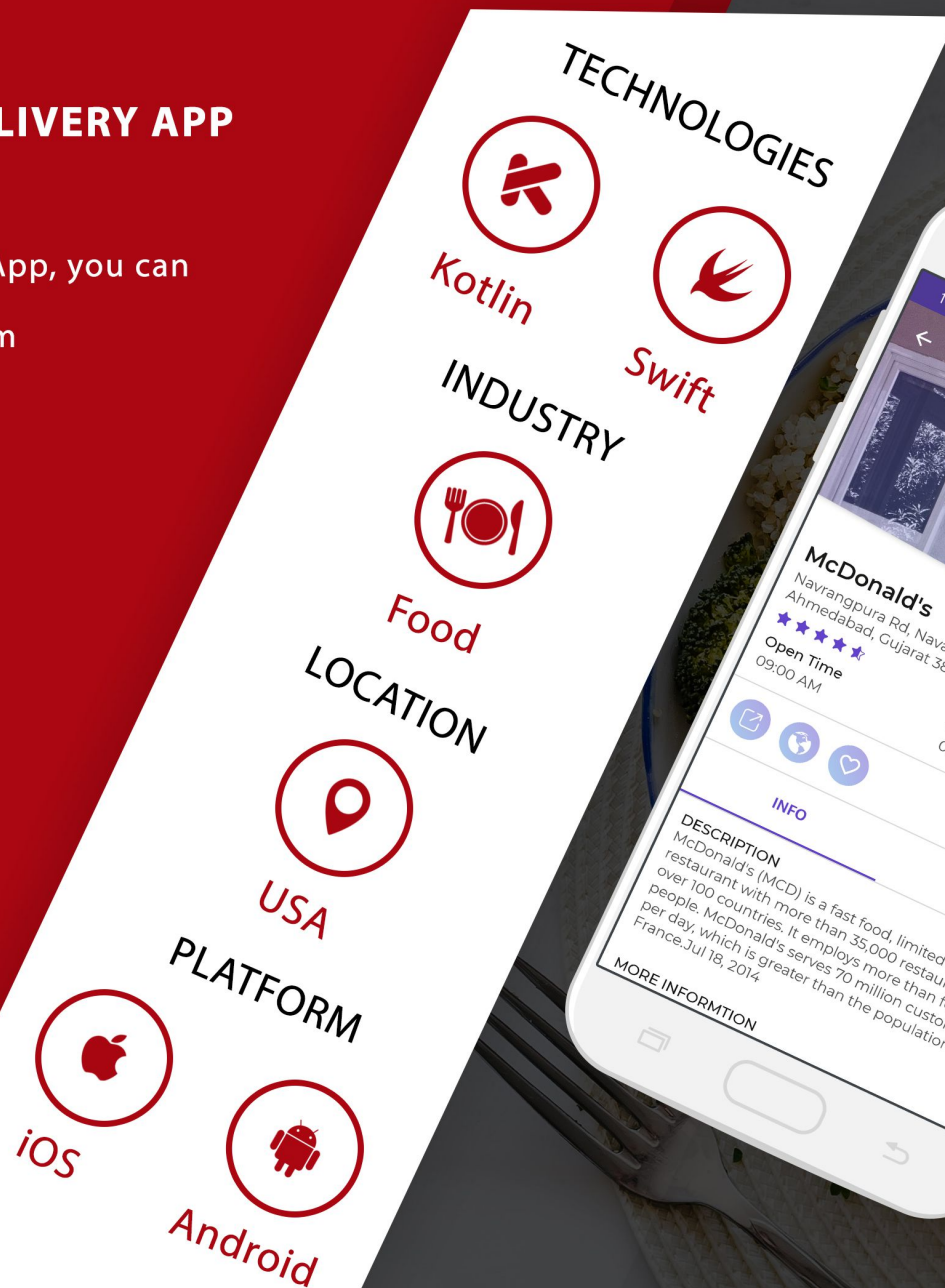 LIVERY APP
App, you can
TECHNOLOGIES
Kotlin
Swift
INDUSTRY
Food
LOCATION
USA
PLATFORM
iOS
Android
McDonald's
Navrangpura Rd, Nava
Ahmedabad, Gujarat 38
Open Time
09:00 AM
INFO
DESCRIPTION
McDonald's (MCD) is a fast food, limited
restaurant with more than 35,000 restaur
over 100 countries. It employs more than f
people. McDonald's serves 70 million custo
per day, which is greater than the population
France.Jul 18, 2014
MORE INFORMTION